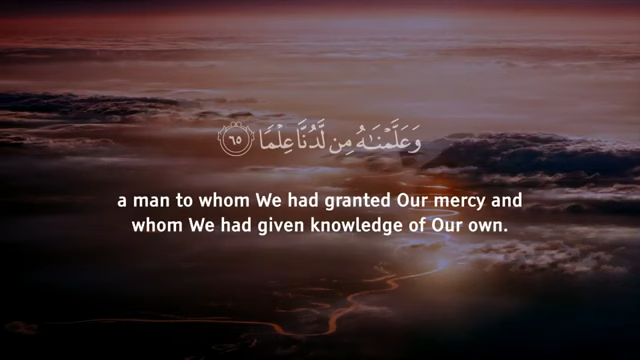 وَعَلَّمْنَـٰهُ مِن لَّدُنَّا عِلْمًا ٦٥
a man to whom We had granted Our mercy and
whom We had given knowledge of Our own.